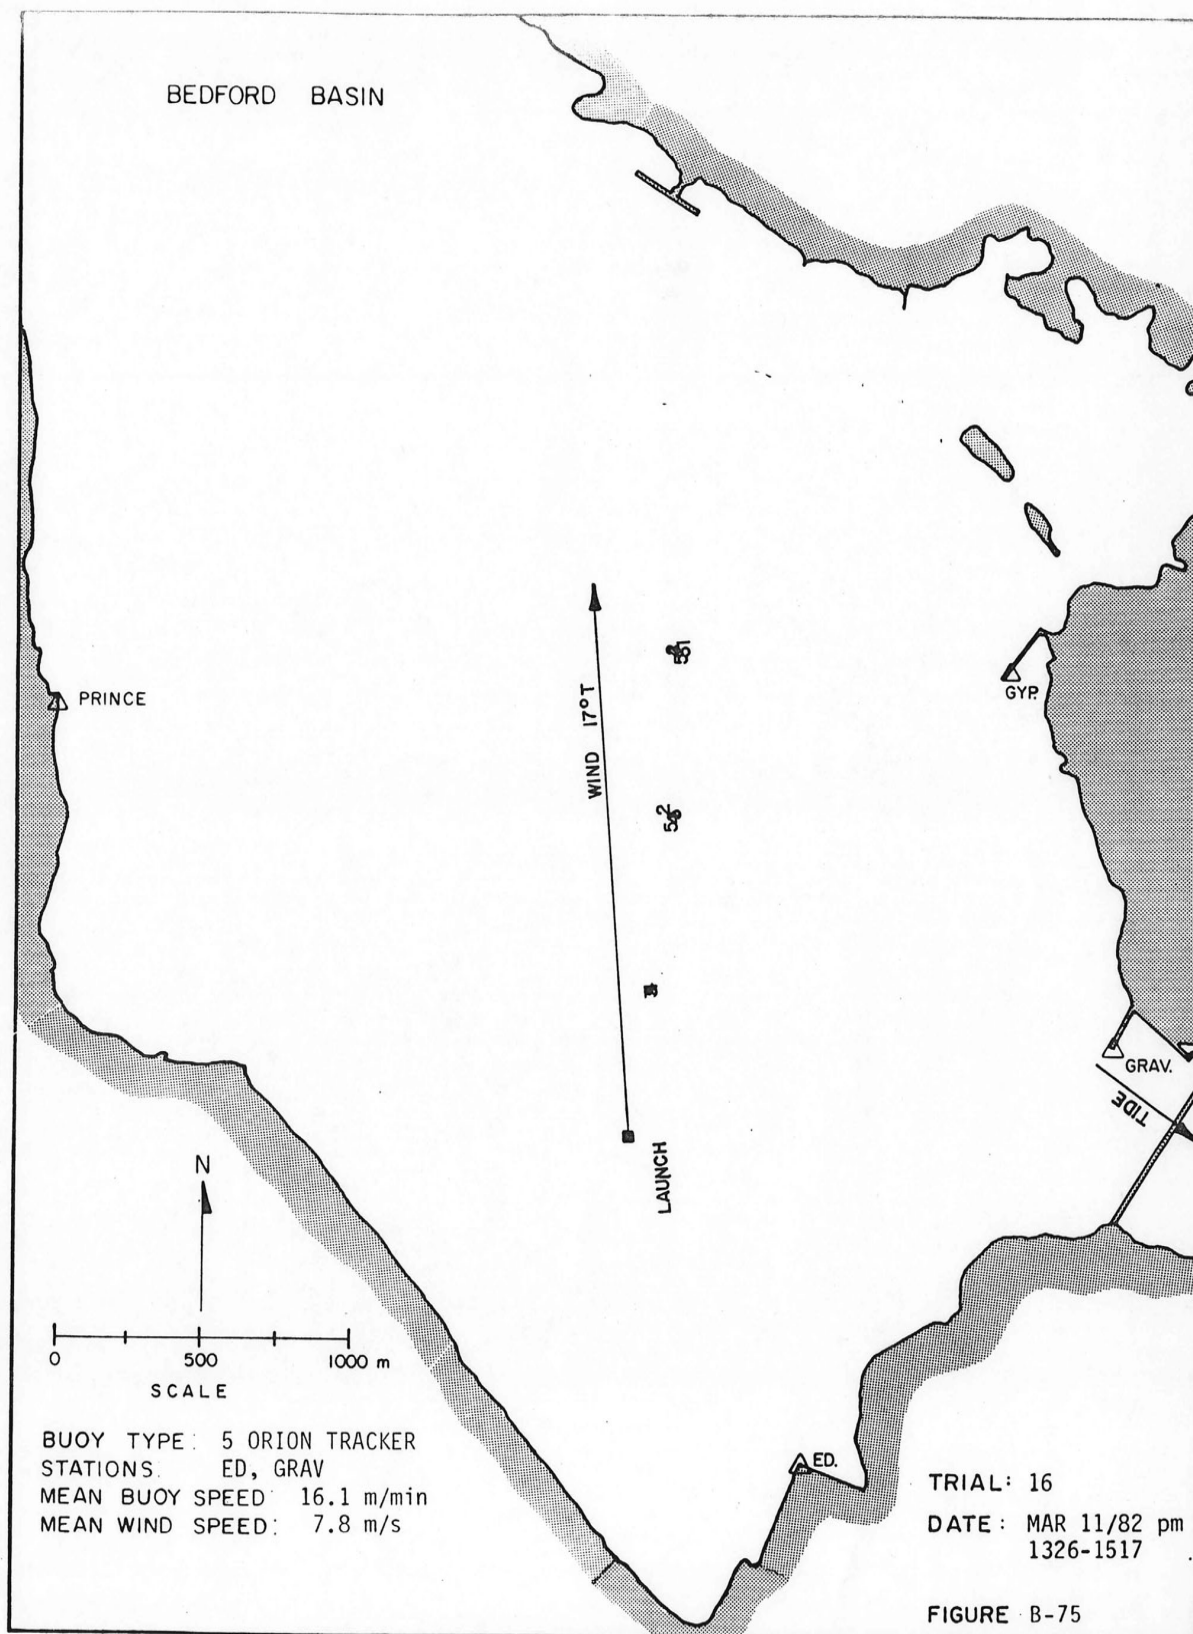 BEDFORD BASIN
WIND 17°T
551
PRINCE
GYP.
GRAV.
TIDE
LAUNCH
N
0 500 1000 m
SCALE
BUOY TYPE: 5 ORION TRACKER
STATIONS: ED, GRAV
MEAN BUOY SPEED: 16.1 m/min
MEAN WIND SPEED: 7.8 m/s
ED.
TRIAL: 16
DATE: MAR 11/82 pm
1326-1517
FIGURE B-75